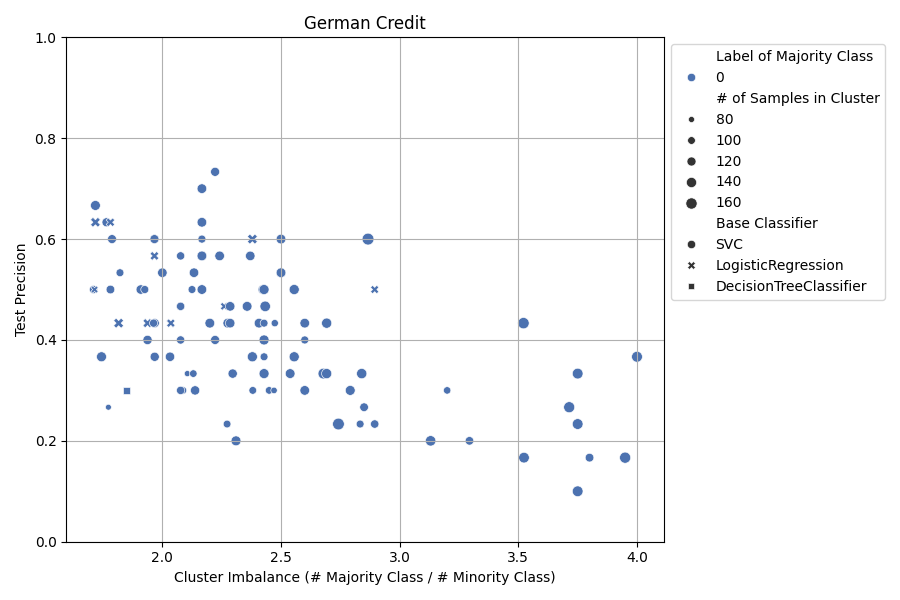 German Credit
1.0
0.8
0.6
0.4
0.2
0.0
Test Precision
2.0
2.5
3.0
3.5
4.0
Cluster Imbalance (# Majority Class / # Minority Class)
Label of Majority Class
0
# of Samples in Cluster
80
100
120
140
160
Base Classifier
SVC
LogisticRegression
DecisionTreeClassifier